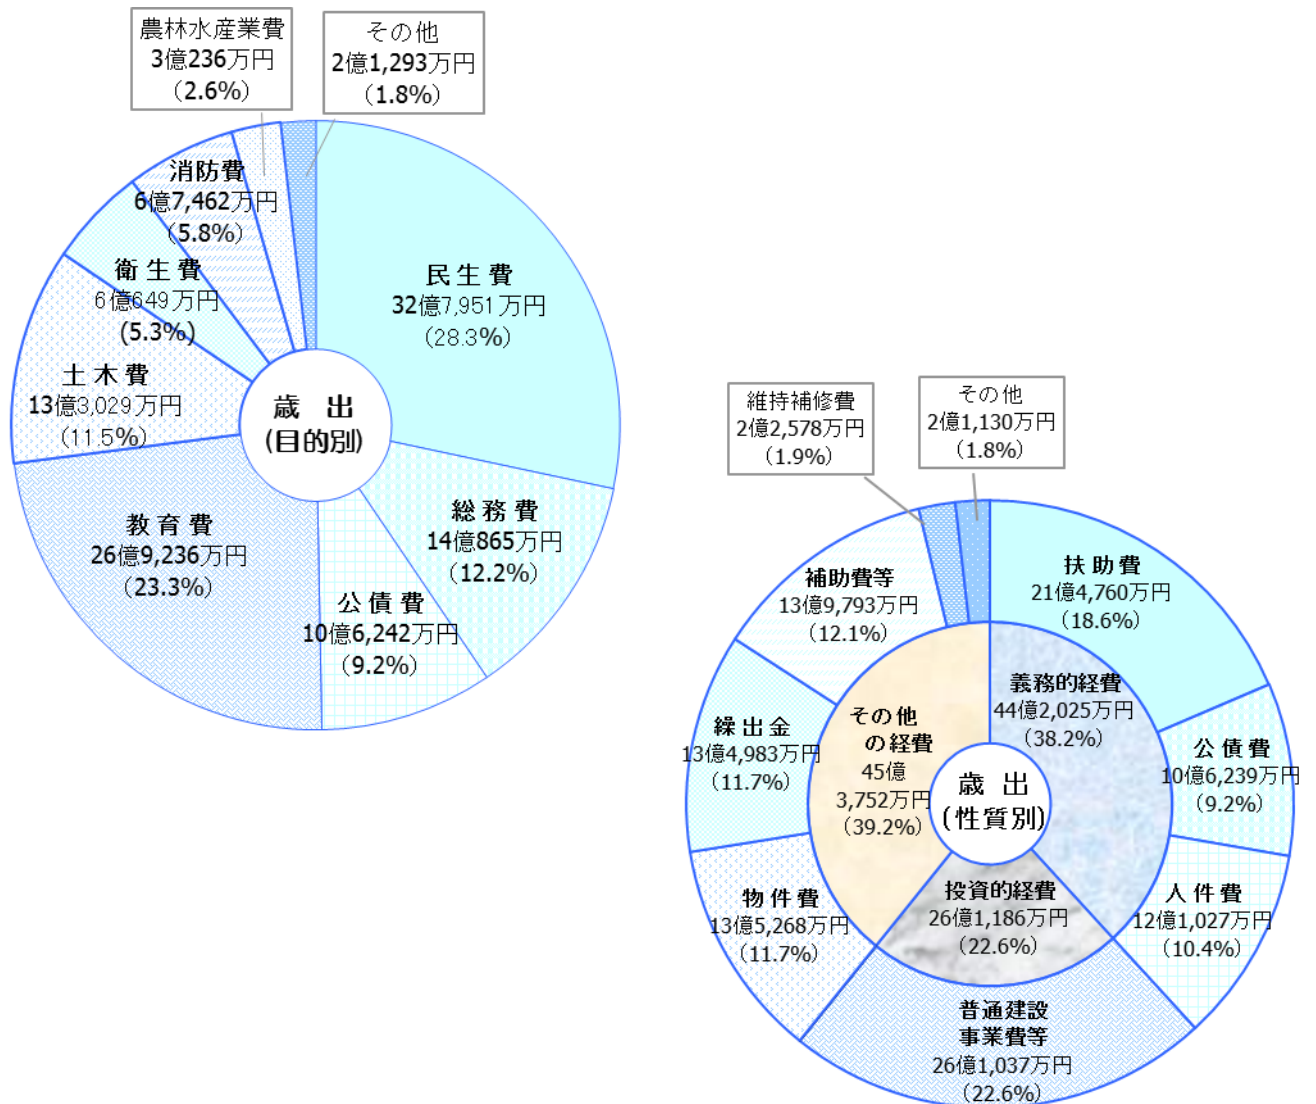 農林水産業費
3億236万円
(2.6%)
その他
2億1,293万円
(1.8%)
消防費
6億7,462万円
(5.8%)
衛生費
6億649万円
(5.3%)
土木費
13億3,029万円
(11.5%)
教育費
26億9,236万円
(23.3%)
公債費
10億6,242万円
(9.2%)
総務費
14億865万円
(12.2%)
民生費
32億7,951万円
(28.3%)
歳出
(目的別)
維持補修費
2億2,578万円
(1.9%)
その他
2億1,130万円
(1.8%)
補助費等
13億9,793万円
(12.1%)
繰出金
13億4,983万円
(11.7%)
物件費
13億5,268万円
(11.7%)
普通建設
事業費等
26億1,037万円
(22.6%)
人件費
12億1,027万円
(10.4%)
公債費
10億6,239万円
(9.2%)
扶助費
21億4,760万円
(18.6%)
義務的経費
44億2,025万円
(38.2%)
その他
の経費
45億
3,752万円
(39.2%)
投資的経費
26億1,186万円
(22.6%)
歳出
(性質別)